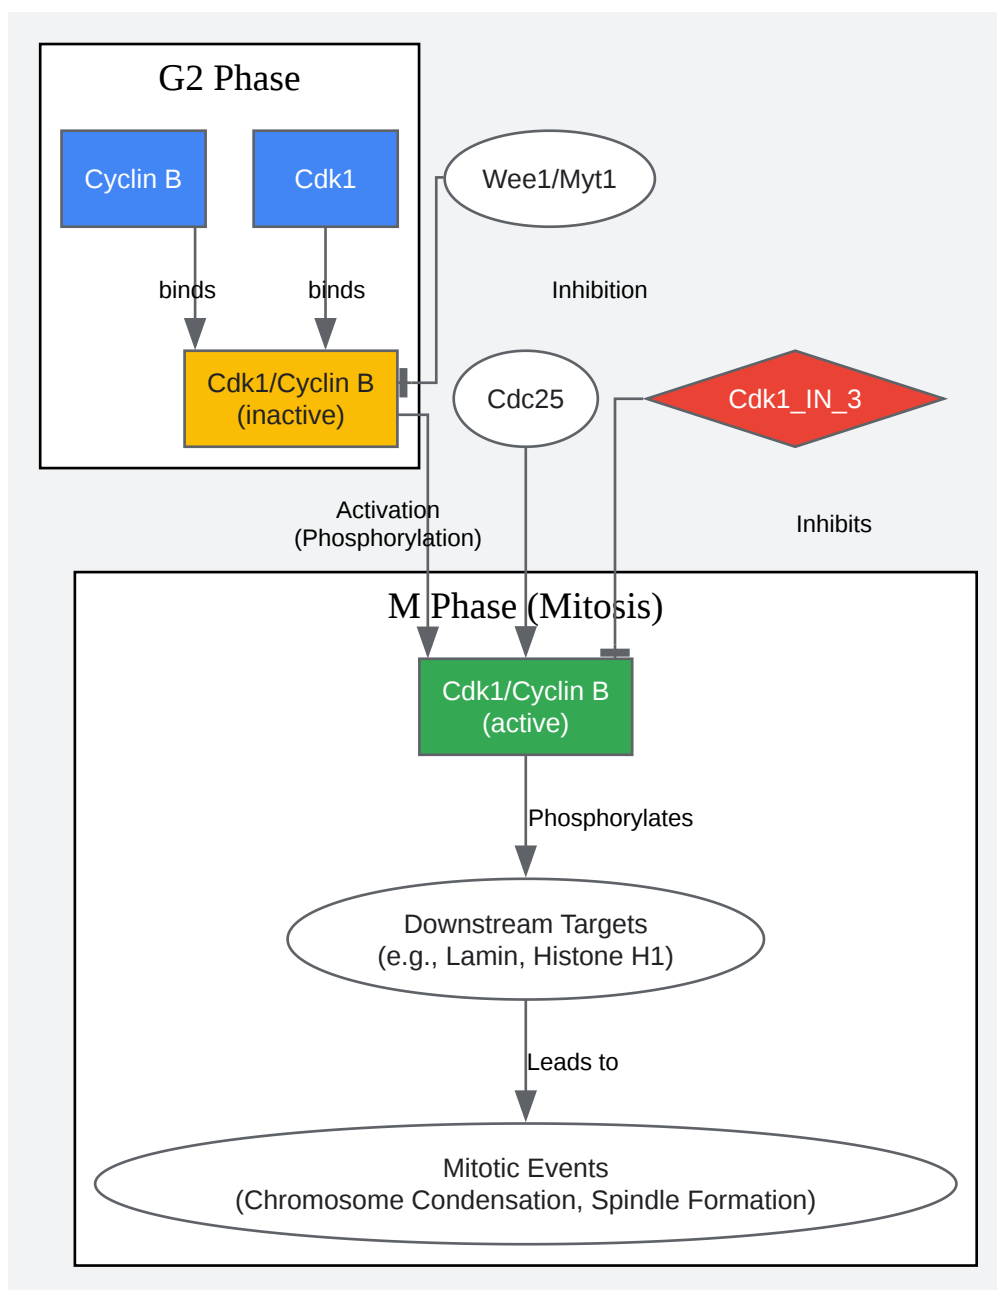 G2 Phase
Cyclin B
Cdk1
Wee1/Myt1
binds
binds
Inhibition
Cdk1/Cyclin B
(inactive)
Cdc25
Cdk1_IN_3
Activation
(Phosphorylation)
Inhibits
M Phase (Mitosis)
Cdk1/Cyclin B
(active)
Phosphorylates
Downstream Targets
(e.g., Lamin, Histone H1)
Leads to
Mitotic Events
(Chromosome Condensation, Spindle Formation)